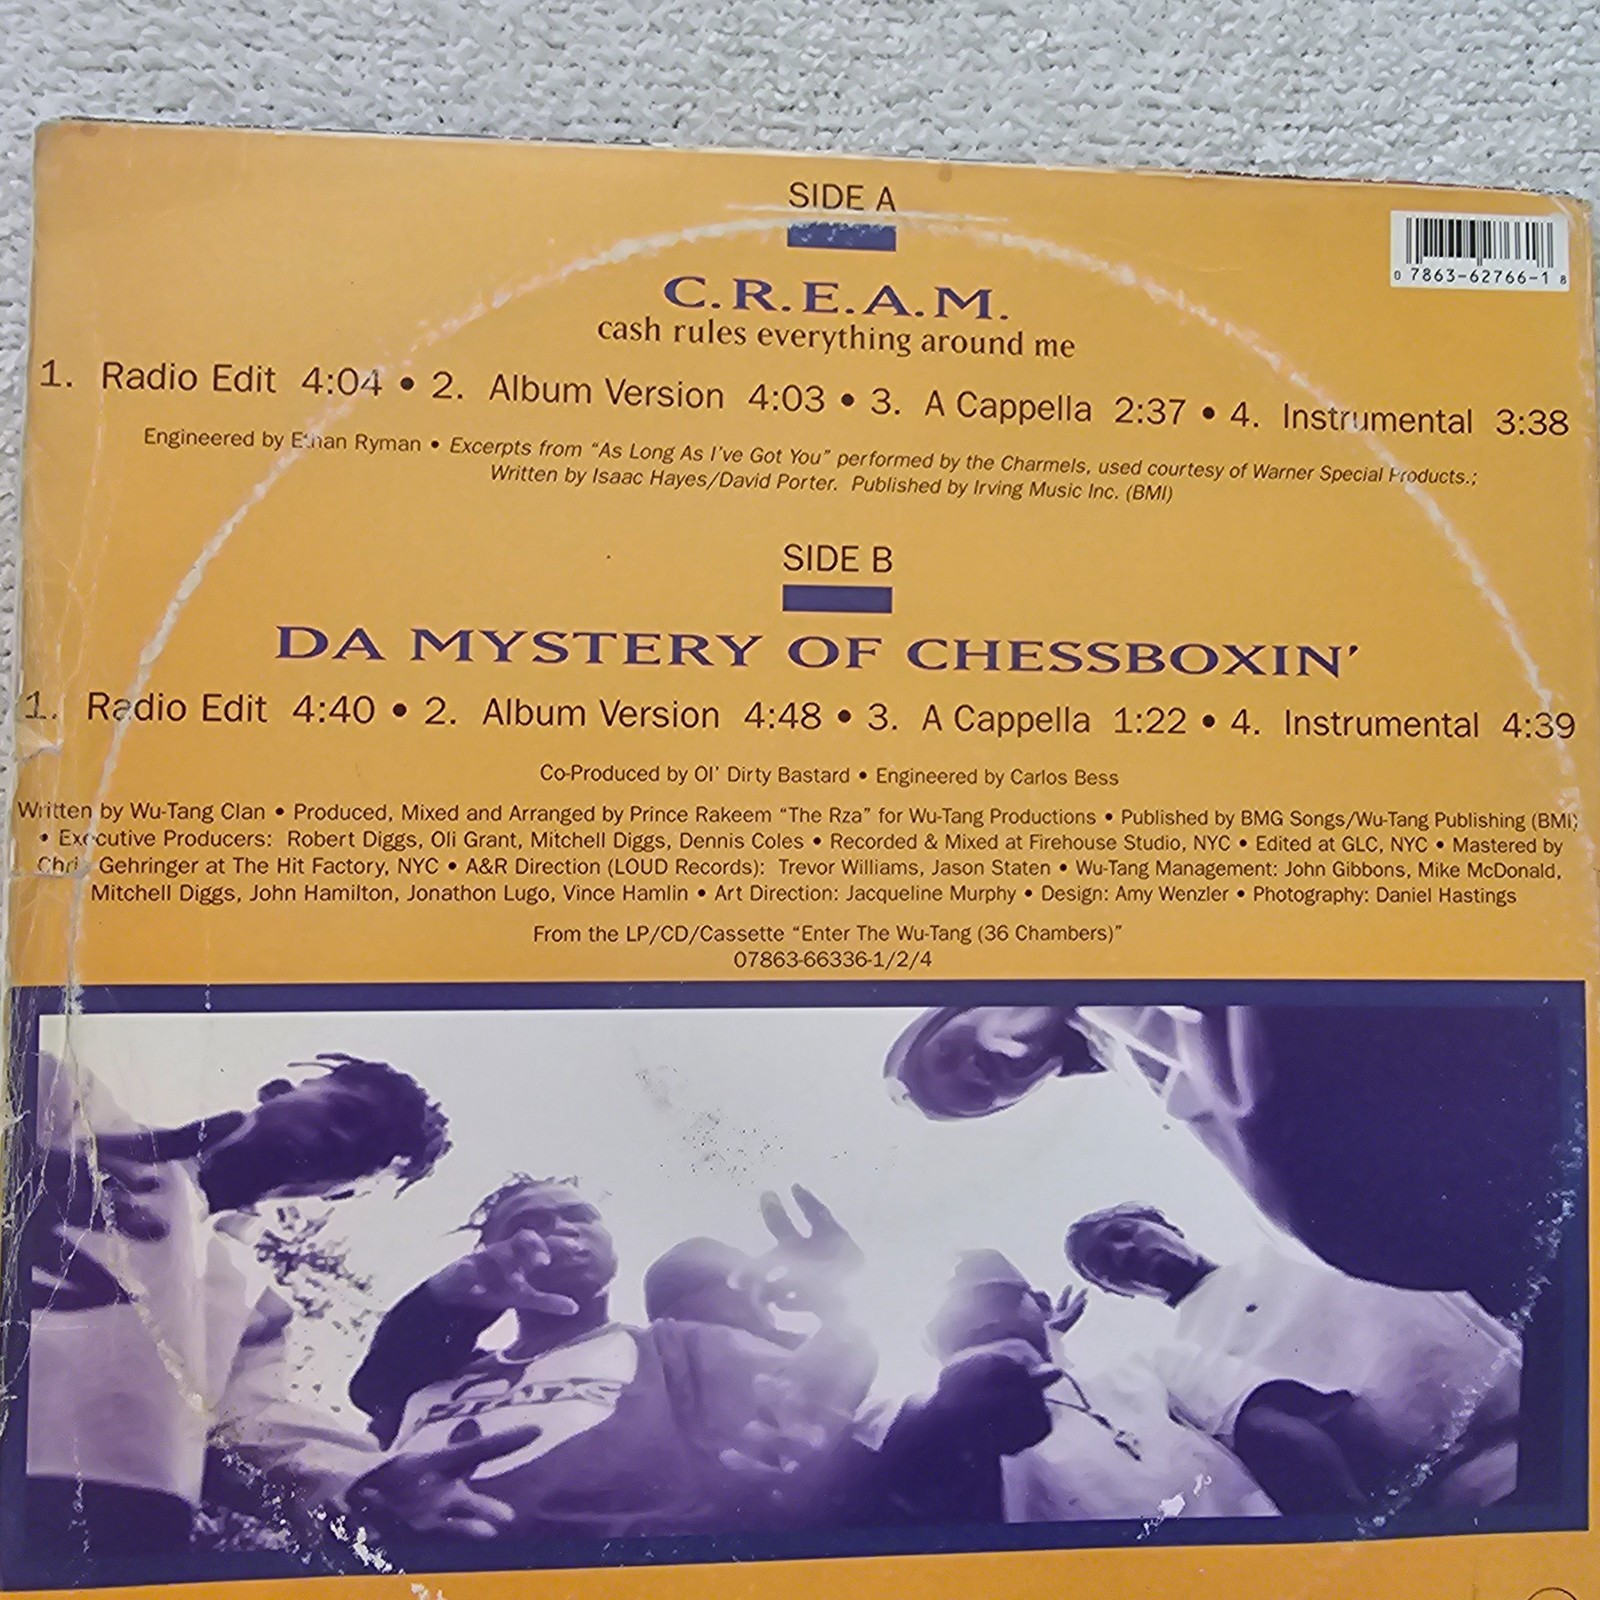 SIDE A
0 7863-62766-1 8
C.R.E.A.M.
cash rules everything around me
1. Radio Edit 4:04 • 2. Album Version 4:03 • 3. A Cappella 2:37 • 4. Instrumental 3:38
Engineered by Ethan Ryman • Excerpts from “As Long As I’ve Got You” performed by the Charmels, used courtesy of Warner Special Products.;
Written by Isaac Hayes/David Porter. Published by Irving Music Inc. (BMI)
SIDE B
DA MYSTERY OF CHESSBOXIN’
1. Radio Edit 4:40 • 2. Album Version 4:48 • 3. A Cappella 1:22 • 4. Instrumental 4:39
Co-Produced by Ol’ Dirty Bastard • Engineered by Carlos Bess
Written by Wu-Tang Clan • Produced, Mixed and Arranged by Prince Rakeem “The Rza” for Wu-Tang Productions • Published by BMG Songs/Wu-Tang Publishing (BMI)
• Executive Producers: Robert Diggs, Oli Grant, Mitchell Diggs, Dennis Coles • Recorded & Mixed at Firehouse Studio, NYC • Edited at GLC, NYC • Mastered by
Chris Gehringer at The Hit Factory, NYC • A&R Direction (LOUD Records): Trevor Williams, Jason Staten • Wu-Tang Management: John Gibbons, Mike McDonald,
Mitchell Diggs, John Hamilton, Jonathon Lugo, Vince Hamlin • Art Direction: Jacqueline Murphy • Design: Amy Wenzler • Photography: Daniel Hastings
From the LP/CD/Cassette “Enter The Wu-Tang (36 Chambers)”
07863-66336-1/2/4